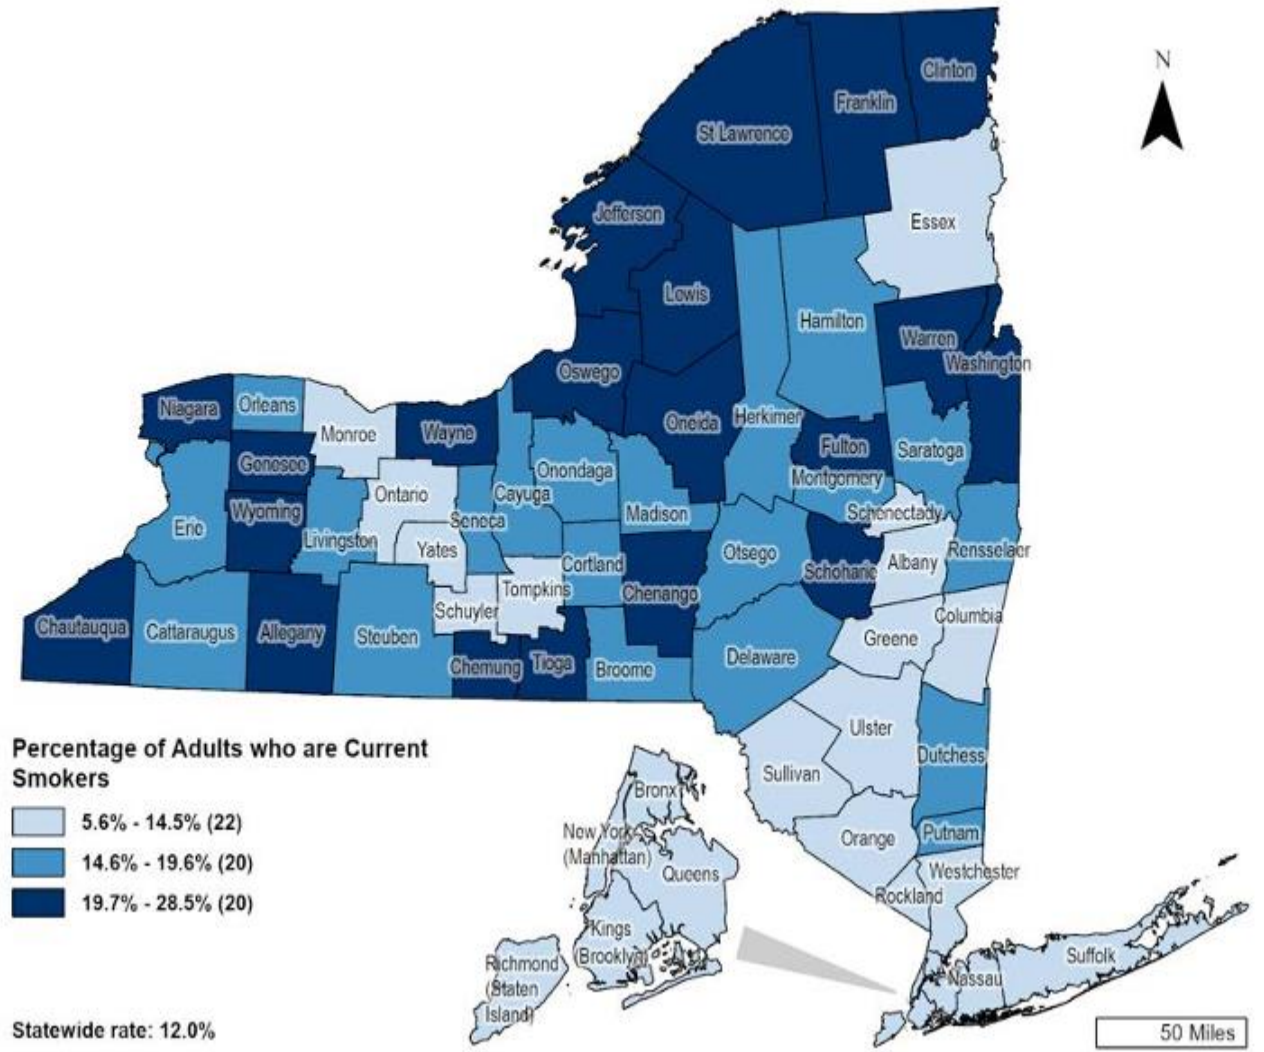 N
Clinton
Franklin
St Lawrence
Jefferson
Essex
Lewis
Hamilton
Warren
Washington
Oswego
Oneida
Herkimer
Niagara
Orleans
Monroe
Wayne
Fulton
Saratoga
Genesee
Montgomery
Onondaga
Cayuga
Ontario
Wyoming
Madison
Schenectady
Seneca
Erie
Livingston
Yates
Otsego
Rensselaer
Albany
Cortland
Schoharie
Tompkins
Chenango
Schuyler
Columbia
Chautauqua
Cattaraugus
Allegany
Steuben
Greene
Chemung
Tioga
Broome
Delaware
Ulster
Dutchess
Sullivan
Putnam
Orange
Westchester
Rockland
Suffolk
Nassau
Bronx
New York
(Manhattan)
Queens
Kings
(Brooklyn)
Richmond
(Staten
Island)
Percentage of Adults who are Current
Smokers
5.6% - 14.5% (22)
14.6% - 19.6% (20)
19.7% - 28.5% (20)
Statewide rate: 12.0%
50 Miles